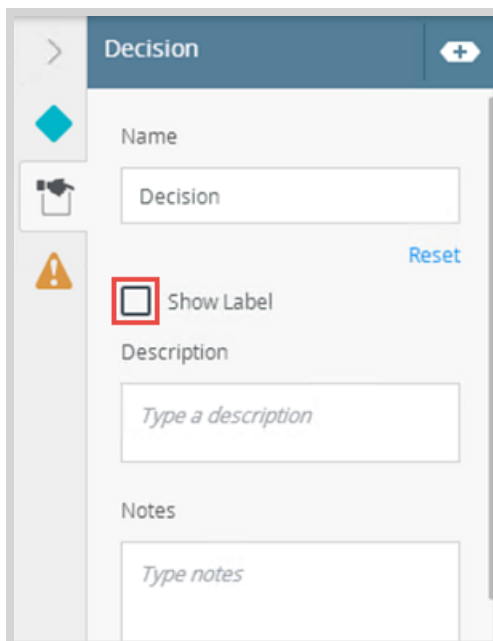 Decision
Name
Decision
Reset
Show Label
Description
Type a description
Notes
Type notes